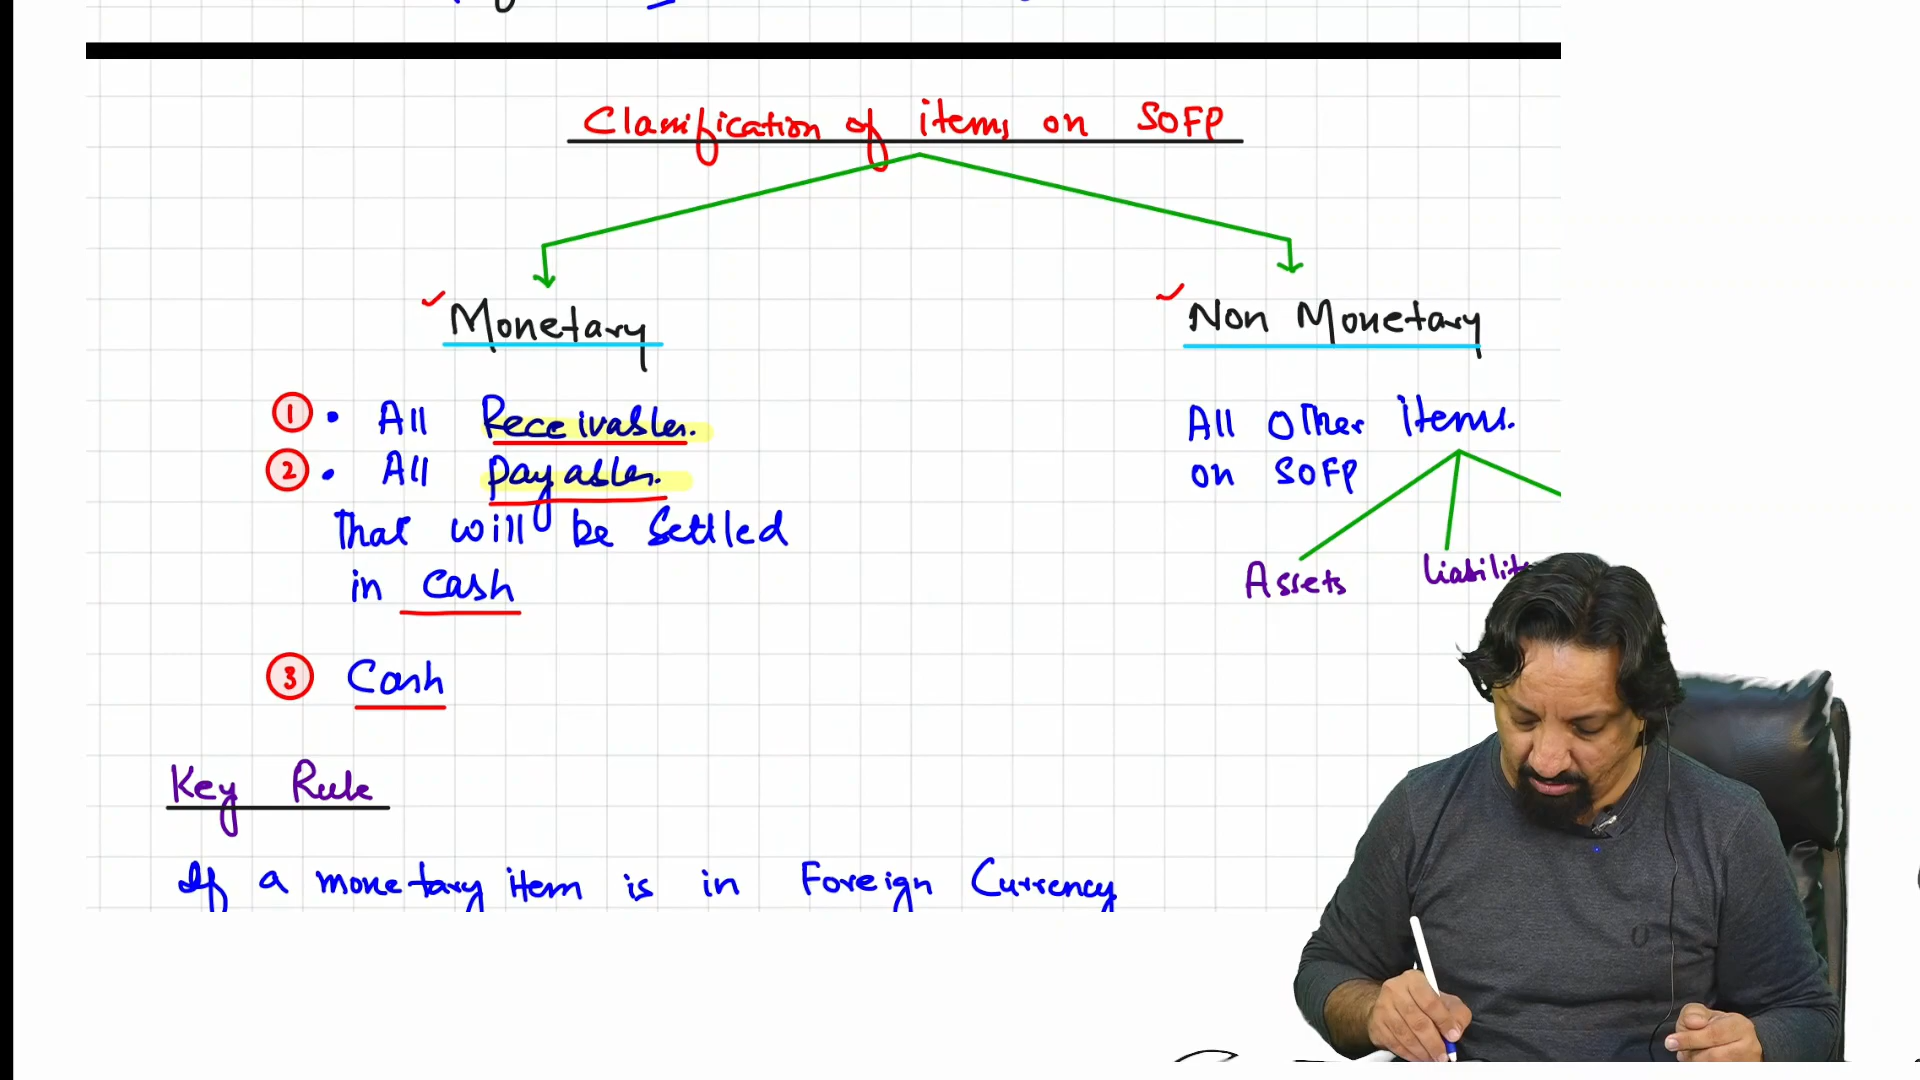 Classification of items on SOFP
Monetary
Non Monetary
1 • All Receivables.
2 • All payables.
That will be Settled
in cash
3 Cash
All Other items.
on SOFP
Assets
Key Rule
If a monetary item is in Foreign Currency